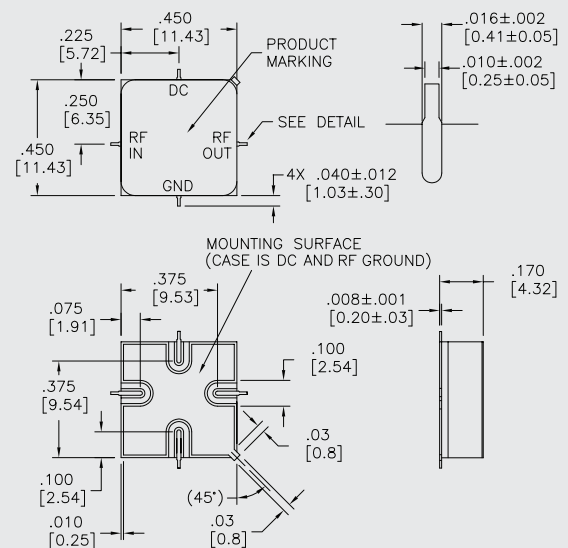 .450
[11.43]
.225
[5.72]
PRODUCT
MARKING
.016±.002
[0.41±0.05]
.010±.002
[0.25±0.05]
DC
.250
[6.35]
.450
[11.43]
RF
IN
RF
OUT
SEE DETAIL
GND
4X .040±.012
[1.03±.30]
MOUNTING SURFACE
(CASE IS DC AND RF GROUND)
.375
[9.53]
.075
[1.91]
.170
[4.32]
.008±.001
[0.20±.03]
.100
[2.54]
.375
[9.54]
.03
[0.8]
.100
[2.54]
(45°)
.010
[0.25]
.03
[0.8]